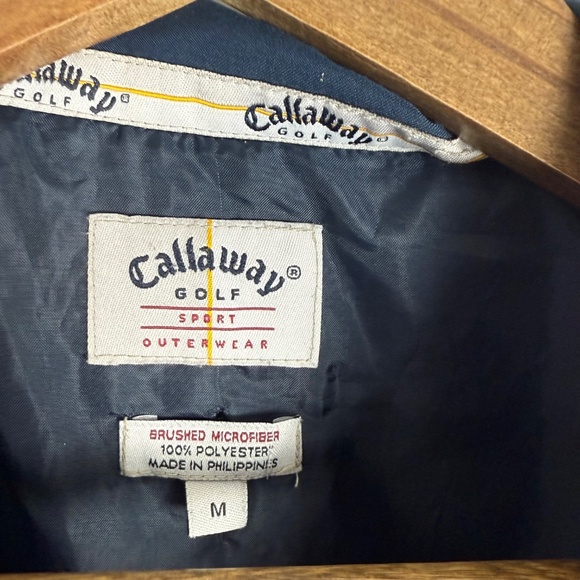 Callaway®
GOLF
Callaway®
GOLF
Callaway®
GOLF
SPORT
OUTERWEAR
BRUSHED MICROFIBER
100% POLYESTER
MADE IN PHILIPPINES
M